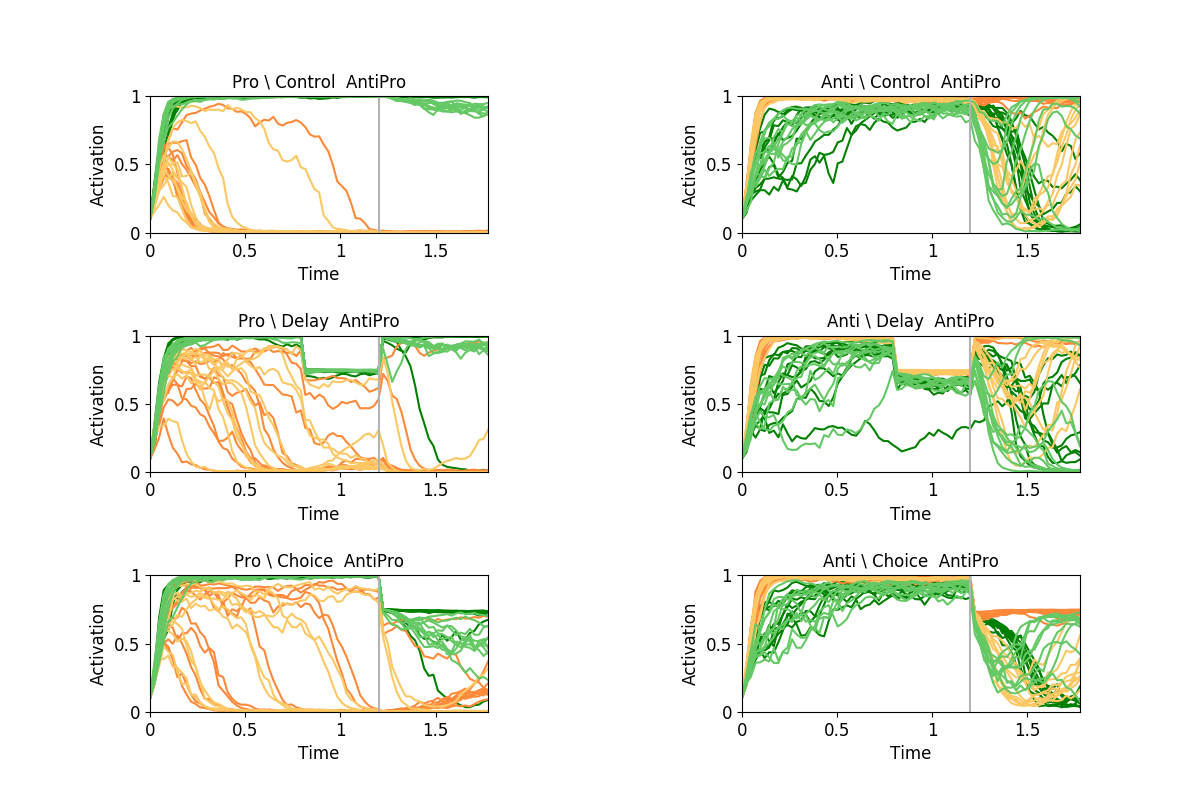 Pro \ Control  AntiPro
1
0.5
0
Activation
0
0.5
1
1.5
Time
Anti \ Control  AntiPro
1
0.5
0
Activation
0
0.5
1
1.5
Time
Pro \ Delay  AntiPro
1
0.5
0
Activation
0
0.5
1
1.5
Time
Anti \ Delay  AntiPro
1
0.5
0
Activation
0
0.5
1
1.5
Time
Pro \ Choice  AntiPro
1
0.5
0
Activation
0
0.5
1
1.5
Time
Anti \ Choice  AntiPro
1
0.5
0
Activation
0
0.5
1
1.5
Time